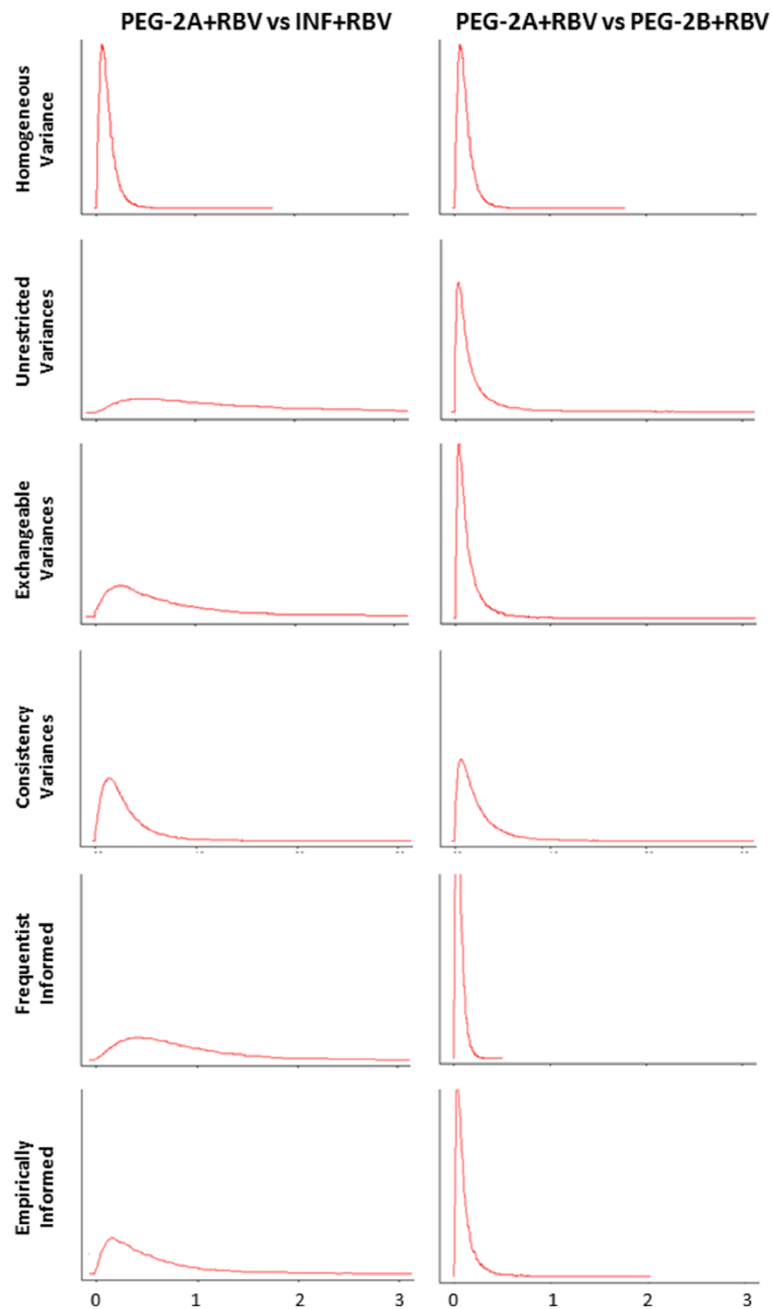 PEG-2A+RBV vs INF+RBV
PEG-2A+RBV vs PEG-2B+RBV
Homogeneous
Variance
Unrestricted
Variances
Exchangeable
Variances
Consistency
Variances
Frequentist
Informed
Empirically
Informed
0 1 2 3
0 1 2 3